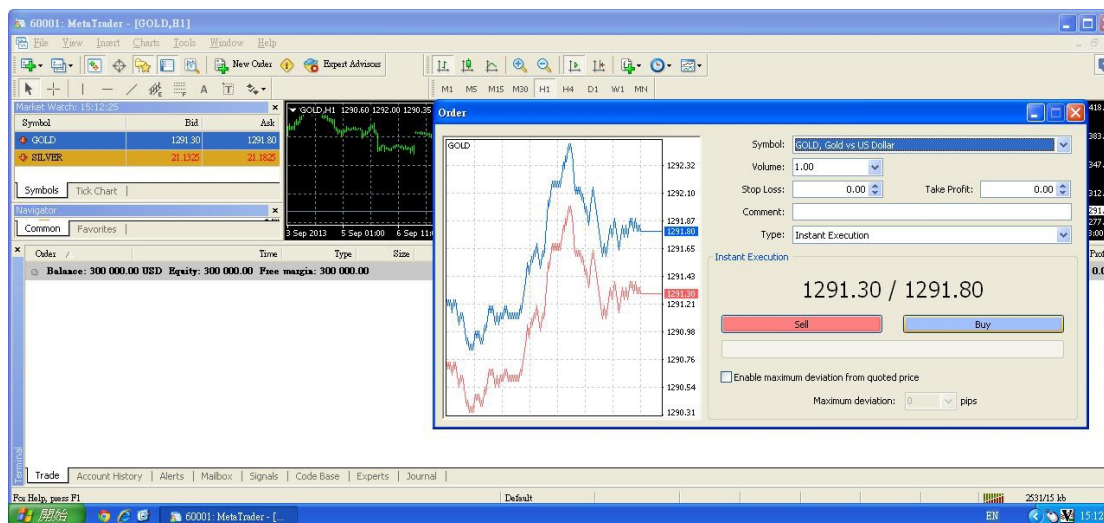 60001: MetaTrader - [GOLD,H1]
File View Insert Charts Tools Window Help
New Order Expert Advisors
A T
M1 M5 M15 M30 H1 H4 D1 W1 MN
Market Watch: 15:12:25
Symbol Bid Ask
GOLD 1291.30 1291.80
SILVER 21.1325 21.1825
Symbols Tick Chart
Navigator
Common Favorites
GOLD,H1 1290.60 1292.00 1290.35
3 Sep 2013 5 Sep 01:00 6 Sep 11:
Order
GOLD
1292.32
1292.10
1291.87
1291.80
1291.65
1291.43
1291.30
1291.21
1290.98
1290.76
1290.54
1290.31
Symbol: GOLD, Gold vs US Dollar
Volume: 1.00
Stop Loss: 0.00 Take Profit: 0.00
Comment:
Type: Instant Execution
Instant Execution
1291.30 / 1291.80
Sell Buy
Enable maximum deviation from quoted price
Maximum deviation: 0 pips
Order / Time Type Size
Balance: 300 000.00 USD Equity: 300 000.00 Free margin: 300 000.00
Terminal
Trade Account History Alerts Mailbox Signals Code Base Experts Journal
For Help, press F1 Default 2531/15 kb
開始 60001: MetaTrader - [... EN 15:12